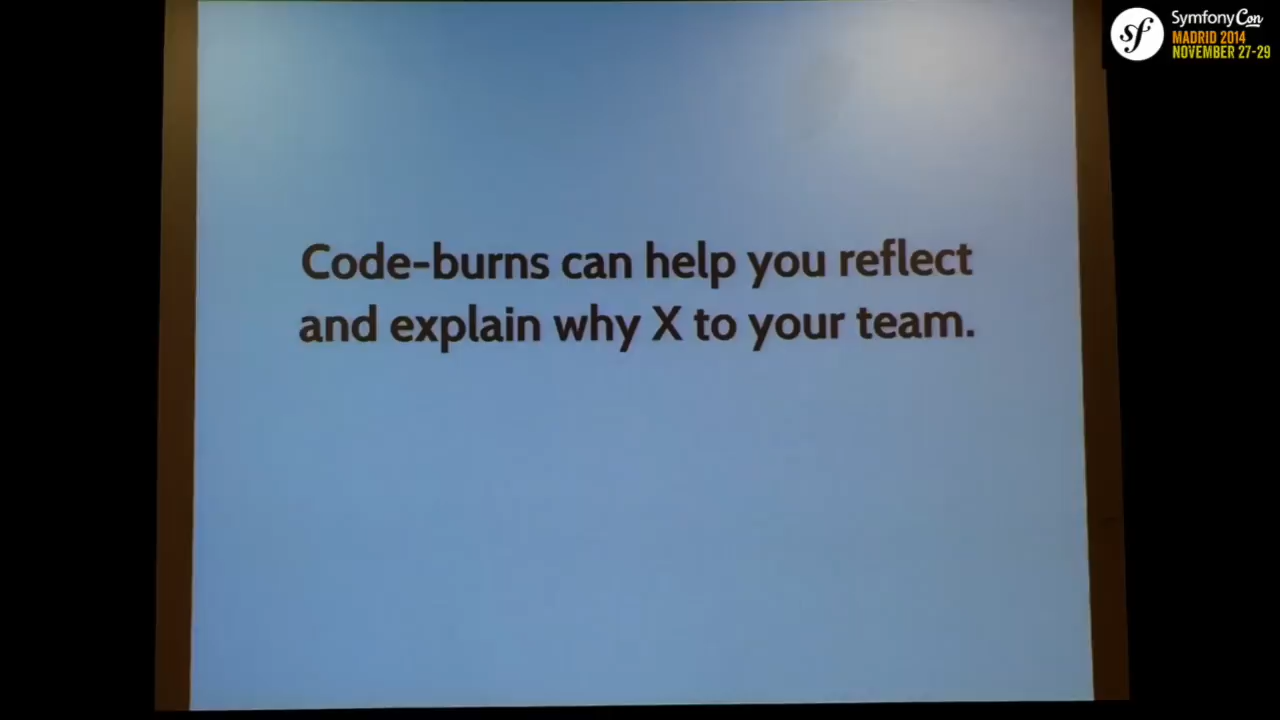 sf
SymfonyCon
MADRID 2014
NOVEMBER 27-29
Code-burns can help you reflect
and explain why X to your team.